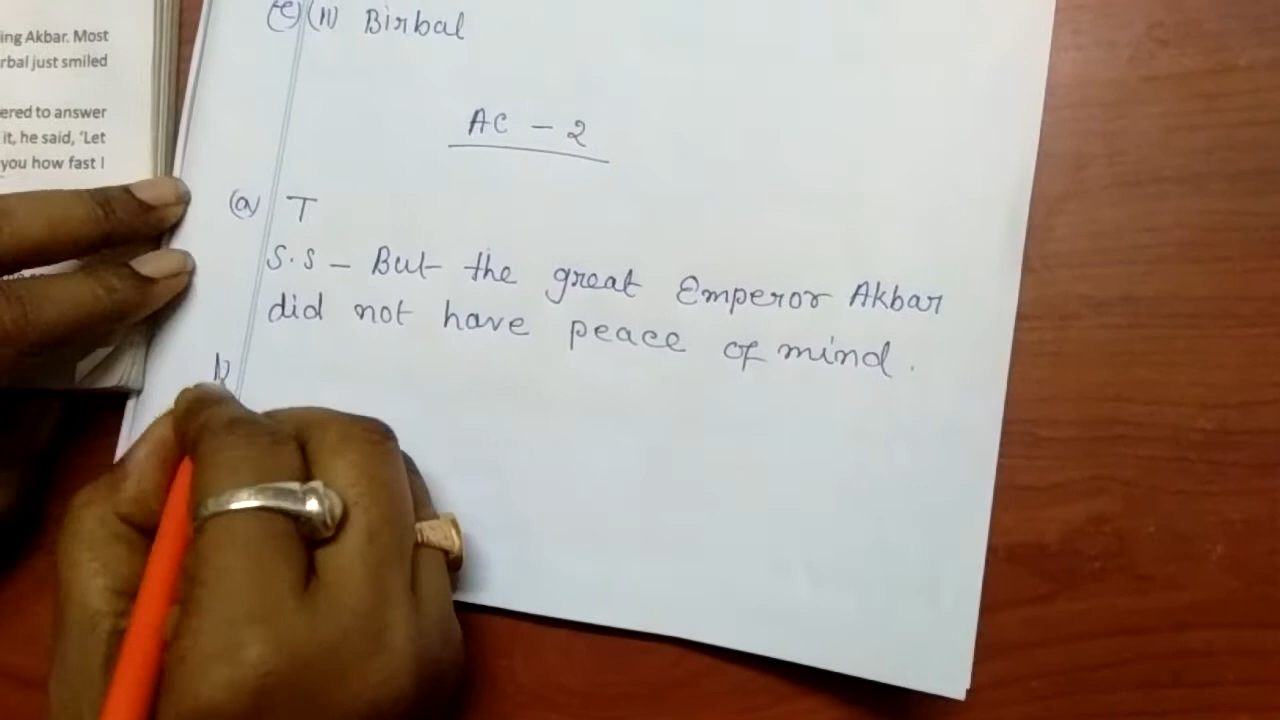 ing Akbar. Most
rbal just smiled
ered to answer
it, he said, 'Let
you how fast I
(e) (ii) Birbal
AC - 2
(a) T
S.S - But the great Emperor Akbar
did not have peace of mind.